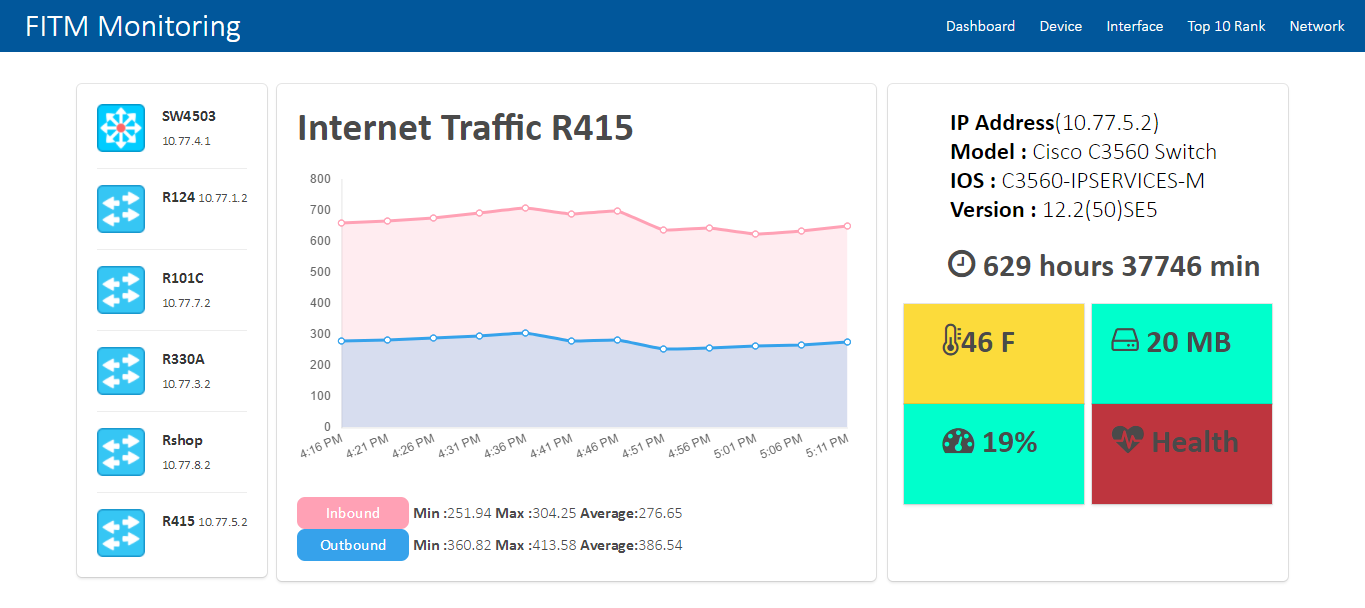 FITM Monitoring
Dashboard Device Interface Top 10 Rank Network
SW4503
10.77.4.1
R124 10.77.1.2
R101C
10.77.7.2
R330A
10.77.3.2
Rshop
10.77.8.2
R415 10.77.5.2
Internet Traffic R415
800
700
600
500
400
300
200
100
0
4:16 PM 4:21 PM 4:26 PM 4:31 PM 4:36 PM 4:41 PM 4:46 PM 4:51 PM 4:56 PM 5:01 PM 5:06 PM 5:11 PM
Inbound Min :251.94 Max :304.25 Average:276.65
Outbound Min :360.82 Max :413.58 Average:386.54
IP Address(10.77.5.2)
Model : Cisco C3560 Switch
IOS : C3560-IPSERVICES-M
Version : 12.2(50)SE5
629 hours 37746 min
46 F
20 MB
19%
Health